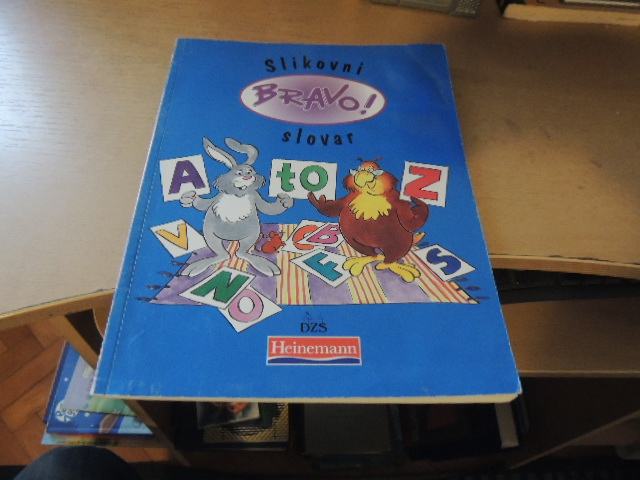 Slikovni
BRAVO!
slovar
A to Z
V C B
F S
N O
DZS
Heinemann